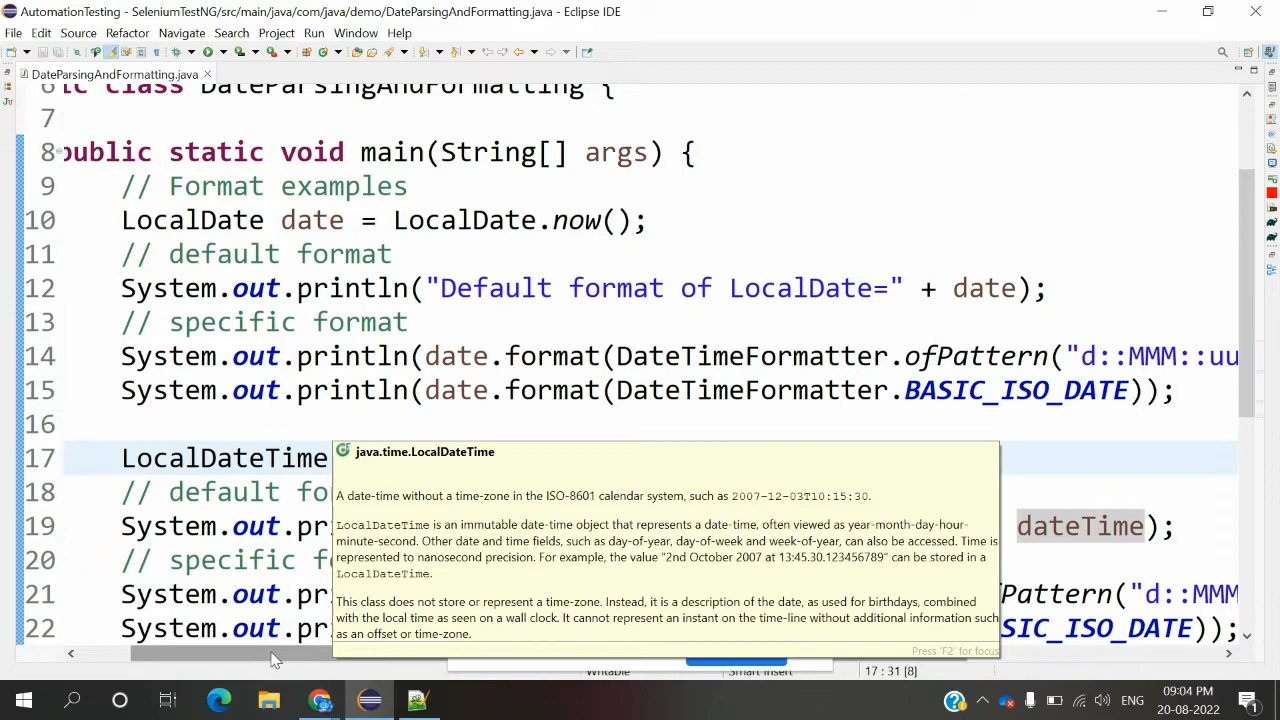 AutomationTesting - SeleniumTestNG/src/main/java/com/java/demo/DateParsingAndFormatting.java - Eclipse IDE
File Edit Source Refactor Navigate Search Project Run Window Help
DateParsingAndFormatting.java
6 lic class DateParsingAndFormatting {
7
8 public static void main(String[] args) {
9 // Format examples
10 LocalDate date = LocalDate.now();
11 // default format
12 System.out.println("Default format of LocalDate=" + date);
13 // specific format
14 System.out.println(date.format(DateTimeFormatter.ofPattern("d::MMM::uu
15 System.out.println(date.format(DateTimeFormatter.BASIC_ISO_DATE));
16
17 LocalDateTime
18 // default fo
19 System.out.pr dateTime);
20 // specific f
21 System.out.pr Pattern("d::MMM
22 System.out.pr SIC_ISO_DATE));
java.time.LocalDateTime
A date-time without a time-zone in the ISO-8601 calendar system, such as 2007-12-03T10:15:30.
LocalDateTime is an immutable date-time object that represents a date-time, often viewed as year-month-day-hour-
minute-second. Other date and time fields, such as day-of-year, day-of-week and week-of-year, can also be accessed. Time is
represented to nanosecond precision. For example, the value "2nd October 2007 at 13:45.30.123456789" can be stored in a
LocalDateTime.
This class does not store or represent a time-zone. Instead, it is a description of the date, as used for birthdays, combined
with the local time as seen on a wall clock. It cannot represent an instant on the time-line without additional information such
as an offset or time-zone.
Press 'F2' for focus
Writable Smart Insert 17 : 31 [8]
ENG
09:04 PM
20-08-2022
1